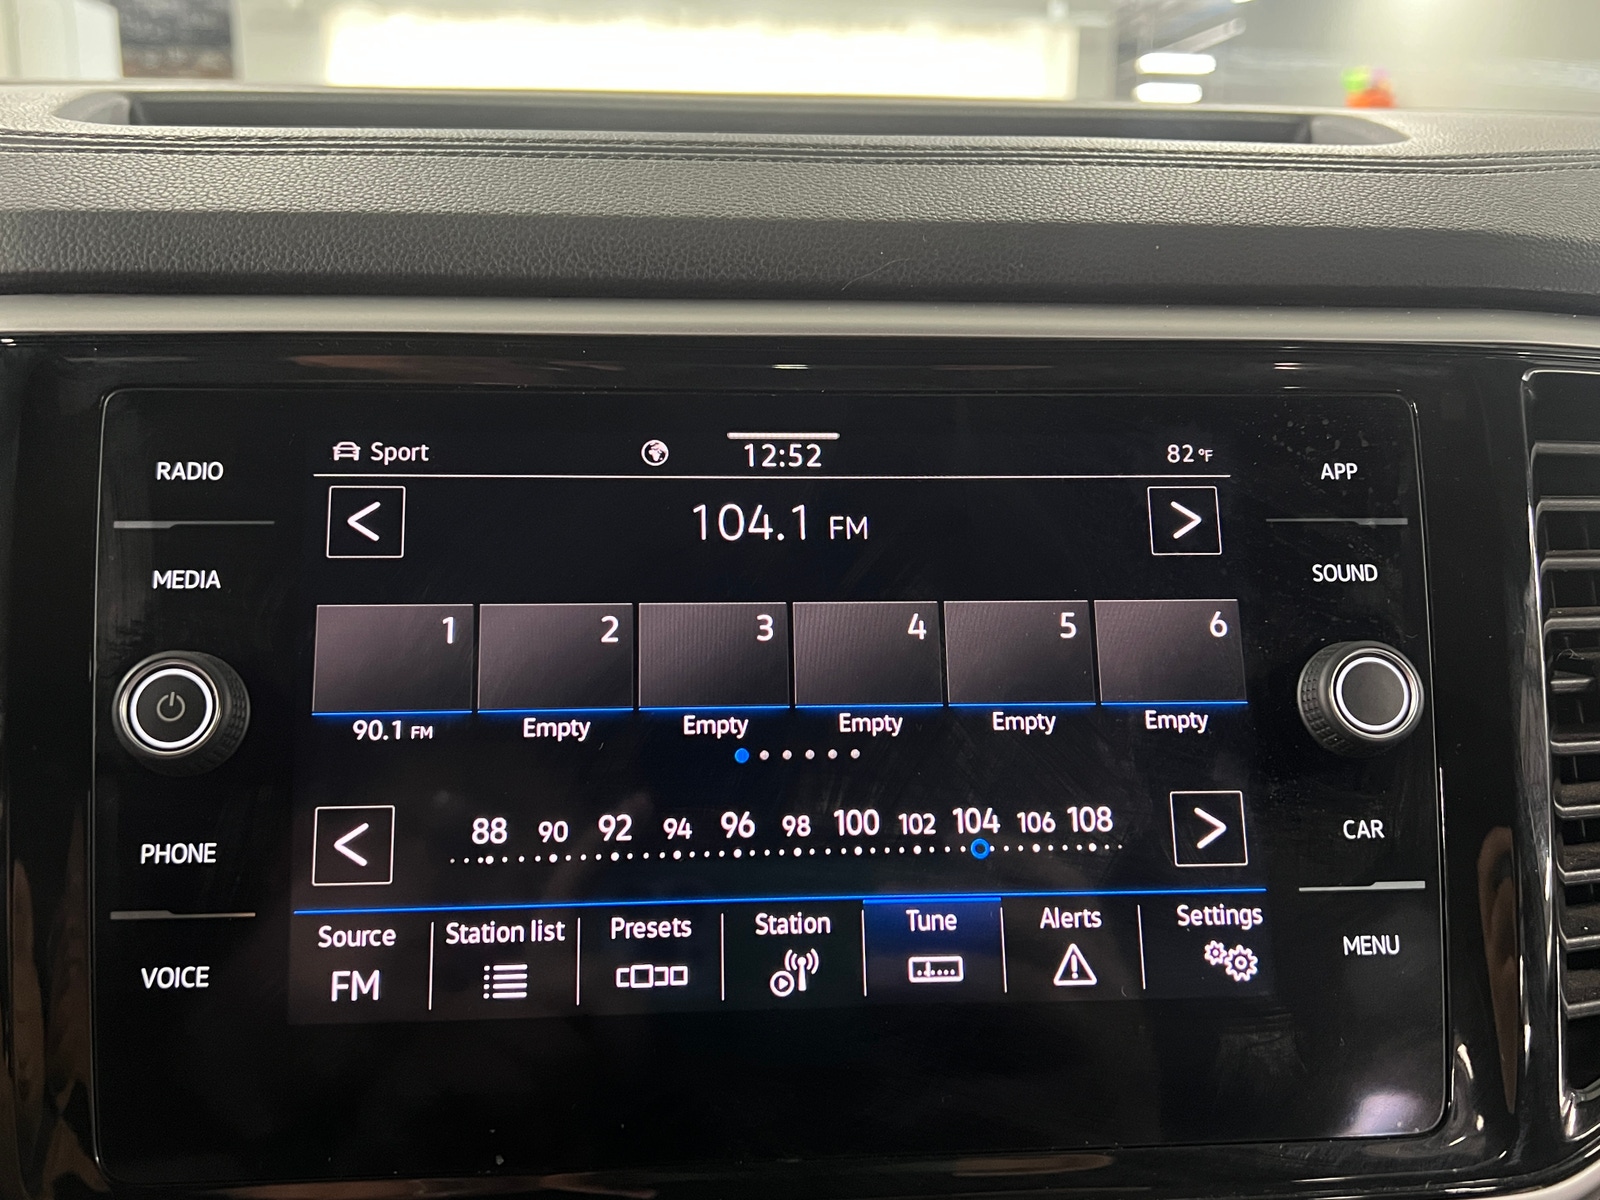 RADIO
MEDIA
PHONE
VOICE
Sport 12:52 82°F
< 104.1 FM >
1 2 3 4 5 6
90.1 FM Empty Empty Empty Empty Empty
< 88 90 92 94 96 98 100 102 104 106 108 >
Source Station list Presets Station Tune Alerts Settings
FM
APP
SOUND
CAR
MENU